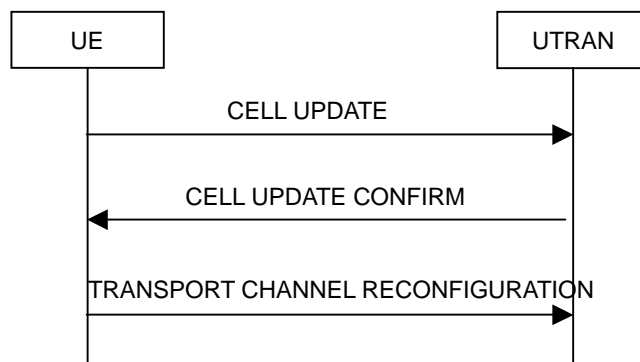 UE
UTRAN
CELL UPDATE
CELL UPDATE CONFIRM
TRANSPORT CHANNEL RECONFIGURATION